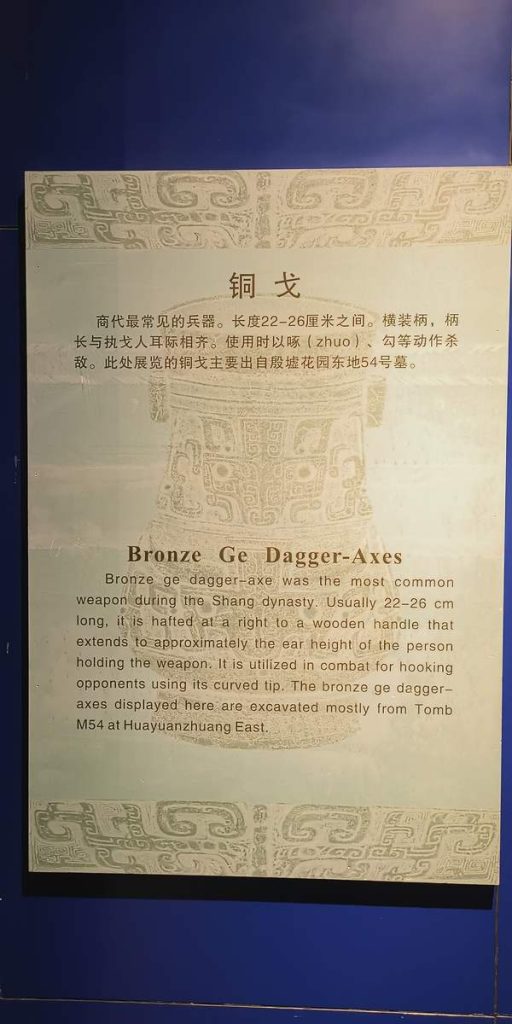 铜戈
商代最常见的兵器。长度22-26厘米之间。横装柄，柄
长与执戈人耳际相齐。使用时以啄（zhuo）、勾等动作杀
敌。此处展览的铜戈主要出自殷墟花园东地54号墓。
Bronze Ge Dagger-Axes
Bronze ge dagger-axe was the most common
weapon during the Shang dynasty. Usually 22-26 cm
long, it is hafted at a right to a wooden handle that
extends to approximately the ear height of the person
holding the weapon. It is utilized in combat for hooking
opponents using its curved tip. The bronze ge dagger-
axes displayed here are excavated mostly from Tomb
M54 at Huayuanzhuang East.